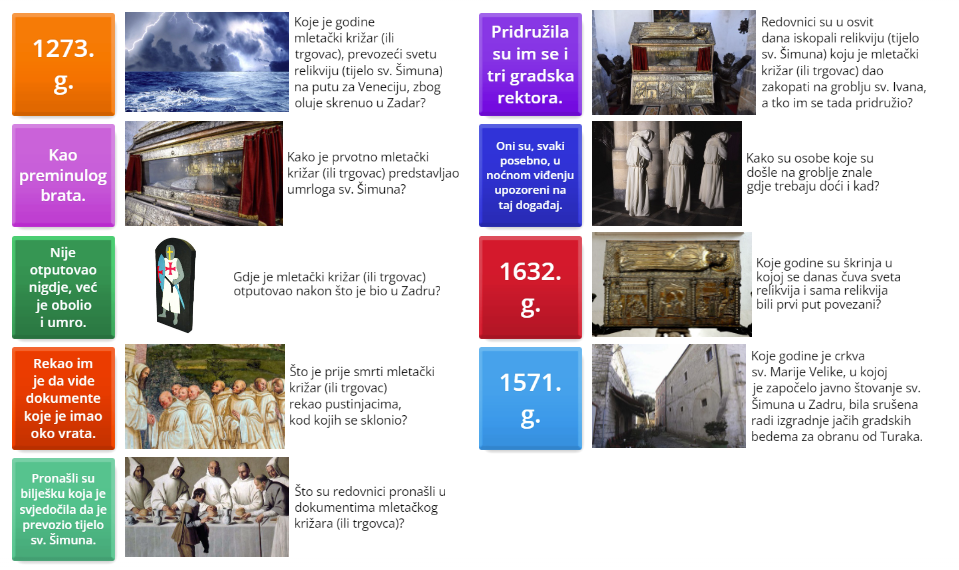 1273.
g.
Koje je godine
mletački križar (ili
trgovac), prevozeći svetu
relikviju (tijelo sv. Šimuna)
na putu za Veneciju, zbog
oluje skrenuo u Zadar?
Kao
preminulog
brata.
Kako je prvotno mletački
križar (ili trgovac) predstavljao
umrloga sv. Šimuna?
Nije
otputovao
nigdje, već
je obolio
i umro.
Gdje je mletački križar (ili trgovac)
otputovao nakon što je bio u Zadru?
Rekao im
je da vide
dokumente
koje je imao
oko vrata.
Što je prije smrti mletački
križar (ili trgovac)
rekao pustinjacima,
kod kojih se sklonio?
Pronašli su
bilješku koja je
svjedočila da je
prevozio tijelo
sv. Šimuna.
Što su redovnici pronašli u
dokumentima mletačkog
križara (ili trgovca)?
Pridružila
su im se i
tri gradska
rektora.
Redovnici su u osvit
dana iskopali relikviju (tijelo
sv. Šimuna) koju je mletački
križar (ili trgovac) dao
zakopati na groblju sv. Ivana,
a tko im se tada pridružio?
Oni su, svaki
posebno, u
noćnom viđenju
upozoreni na
taj događaj.
Kako su osobe koje su
došle na groblje znale
gdje trebaju doći i kad?
1632.
g.
Koje godine su škrinja u
kojoj se danas čuva sveta
relikvija i sama relikvija
bili prvi put povezani?
1571.
g.
Koje godine je crkva
sv. Marije Velike, u kojoj
je započelo javno štovanje sv.
Šimuna u Zadru, bila srušena
radi izgradnje jačih gradskih
bedema za obranu od Turaka.